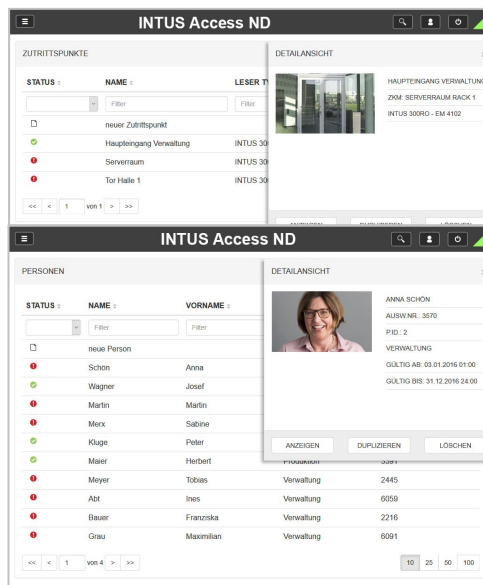 INTUS Access ND
ZUTRITTSPUNKTE
DETAILANSICHT
STATUS NAME LESER TY
HAUPTEINGANG VERWALTUNG
Filter Filter
ZKM: SERVERRAUM RACK 1
neuer Zutrittspunkt
INTUS 300RO - EM 4102
Haupteingang Verwaltung INTUS 300
Serverraum INTUS 300
Tor Halle 1 INTUS 300
<< < 1 von 1 > >>
ANZEIGEN DUPLIZIEREN LÖSCHEN
INTUS Access ND
PERSONEN
DETAILANSICHT
STATUS NAME VORNAME
ANNA SCHÖN
AUSW.NR.: 3570
Filter Filter
P.ID.: 2
neue Person
VERWALTUNG
Schön Anna
GÜLTIG AB: 03.01.2016 01:00
Wagner Josef
GÜLTIG BIS: 31.12.2016 24:00
Martin Martin
Merx Sabine
Kluge Peter
ANZEIGEN DUPLIZIEREN LÖSCHEN
Maier Herbert Produktion 3391
Meyer Tobias Verwaltung 2445
Abt Ines Verwaltung 6059
Bauer Franziska Verwaltung 2216
Grau Maximilian Verwaltung 6091
<< < 1 von 4 > >> 10 25 50 100